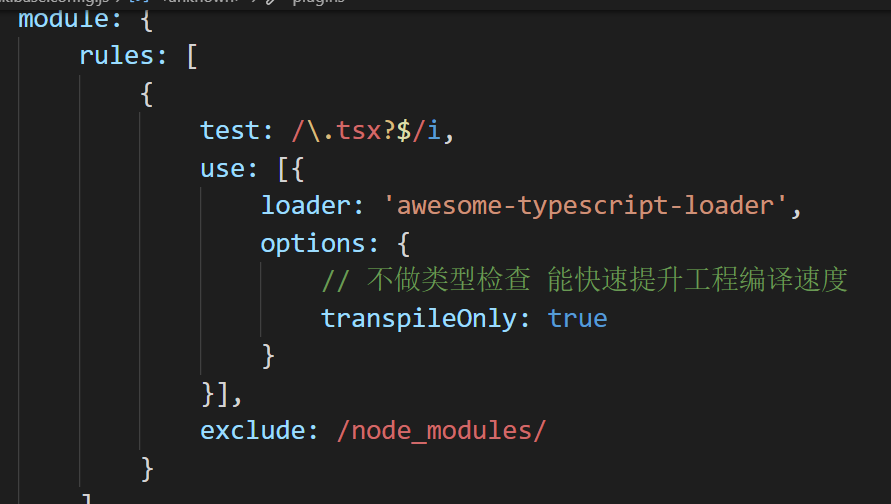 module: {
rules: [
{
test: /\.tsx?$/i,
use: [{
loader: 'awesome-typescript-loader',
options: {
// 不做类型检查 能快速提升工程编译速度
transpileOnly: true
}
}],
exclude: /node_modules/
}